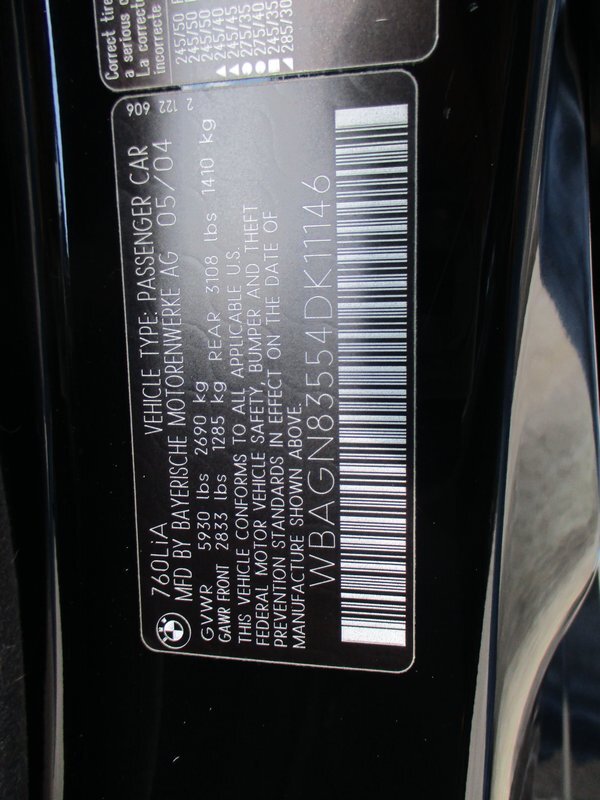 Correct tire
a serious c
La correcte
incorrecte
245/50
245/50
245/45
245/40
▲ 245/45
▲ 275/35
275/40
● 245/35
■ 285/30
2 122 606
760LiA VEHICLE TYPE: PASSENGER CAR
MFD BY BAYERISCHE MOTORENWERKE AG 05/04
GVWR 5930 lbs 2690 kg
GAWR FRONT 2833 lbs 1285 kg REAR 3108 lbs 1410 kg
THIS VEHICLE CONFORMS TO ALL APPLICABLE U.S.
FEDERAL MOTOR VEHICLE SAFETY, BUMPER AND THEFT
PREVENTION STANDARDS IN EFFECT ON THE DATE OF
MANUFACTURE SHOWN ABOVE.
WBAGN83554DK11146